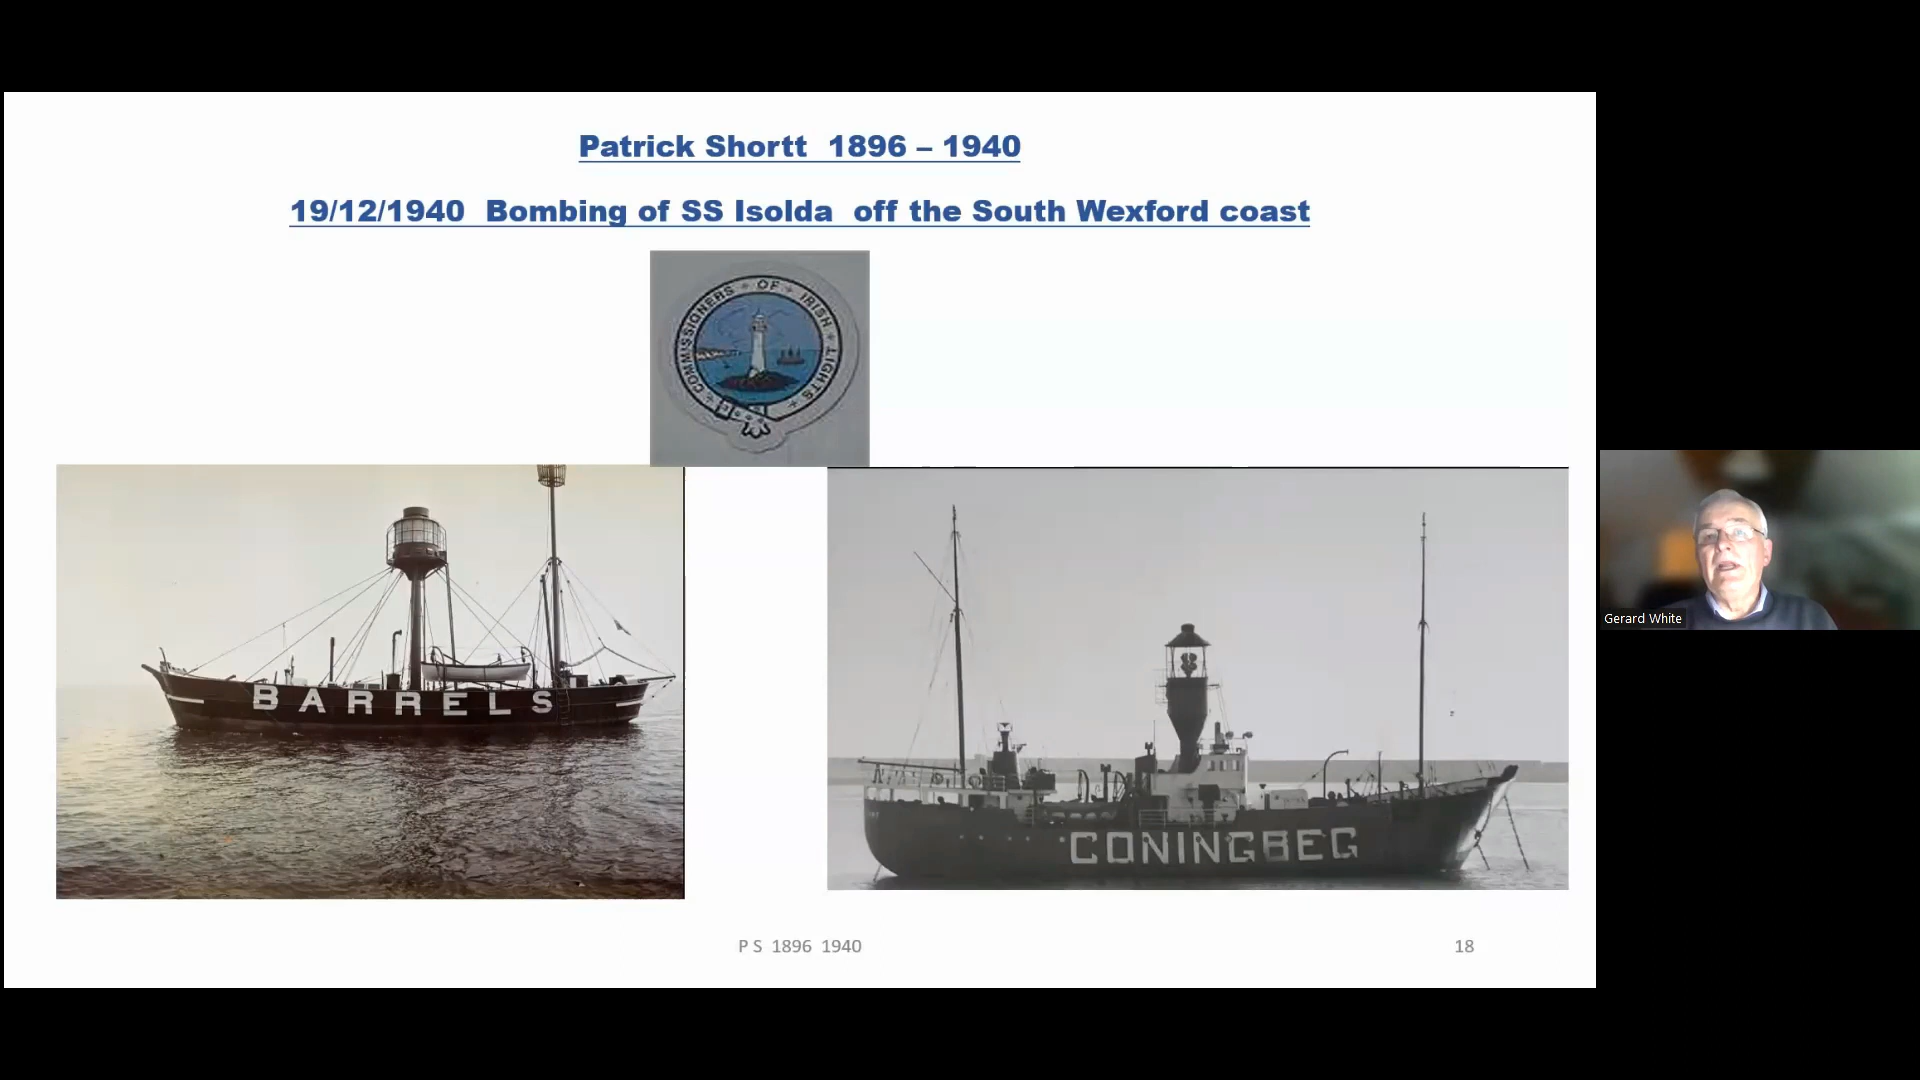 Patrick Shortt 1896 – 1940
19/12/1940 Bombing of SS Isolda off the South Wexford coast
COMMISSIONERS OF IRISH LIGHTS
BARRELS
CONINGBEG
Gerard White
P S 1896 1940
18